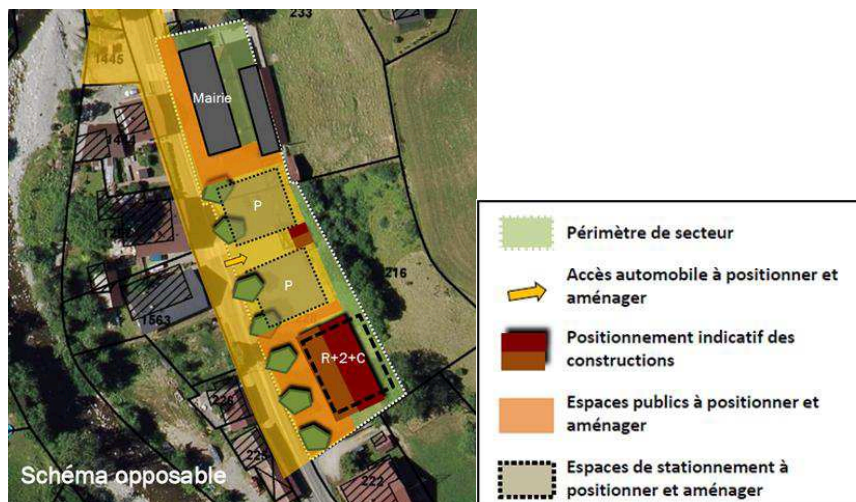 233
1445
Mairie
P
P
216
1563
R+2+C
226
222
Schéma opposable
Périmètre de secteur
Accès automobile à positionner et
aménager
Positionnement indicatif des
constructions
Espaces publics à positionner et
aménager
Espaces de stationnement à
positionner et aménager